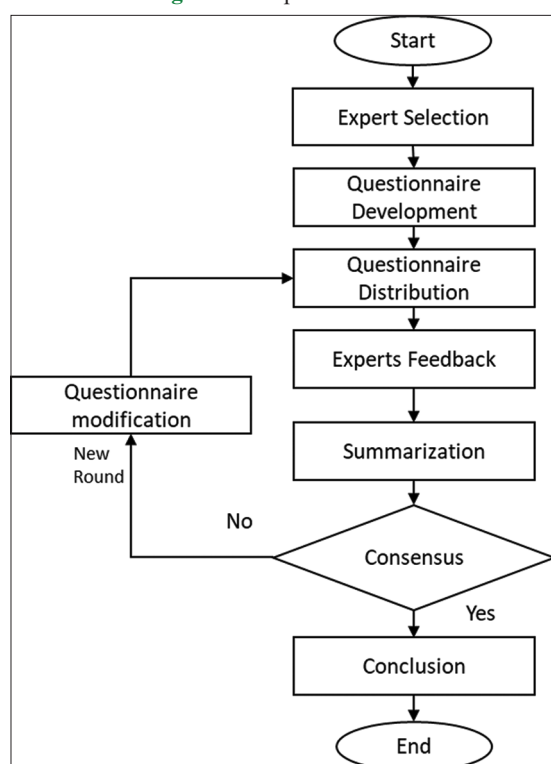 Start
Expert Selection
Questionnaire
Development
Questionnaire
Distribution
Experts Feedback
Questionnaire
modification
New
Round
Summarization
No
Consensus
Yes
Conclusion
End